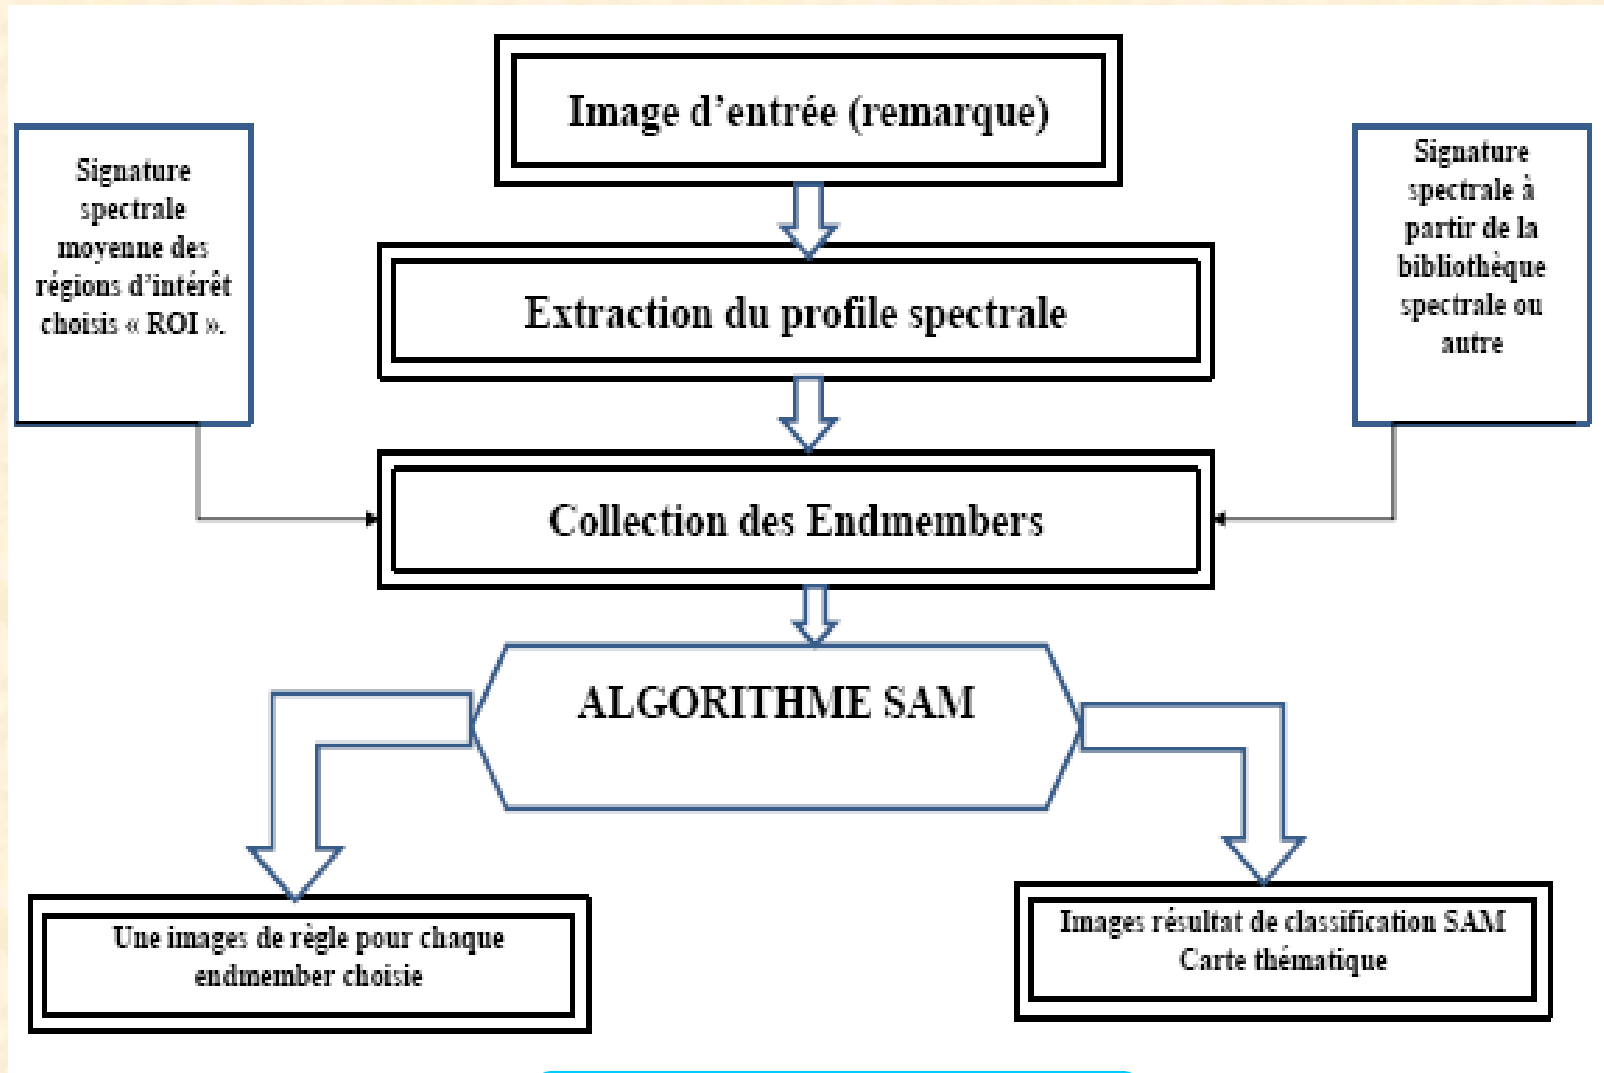 Image d’entrée (remarque)
Signature
spectrale
moyenne des
régions d’intérêt
choisis « ROI ».
Signature
spectrale à
partir de la
bibliothèque
spectrale ou
autre
Extraction du profile spectrale
Collection des Endmembers
ALGORITHME SAM
Une images de règle pour chaque
endmember choisie
Images résultat de classification SAM
Carte thématique